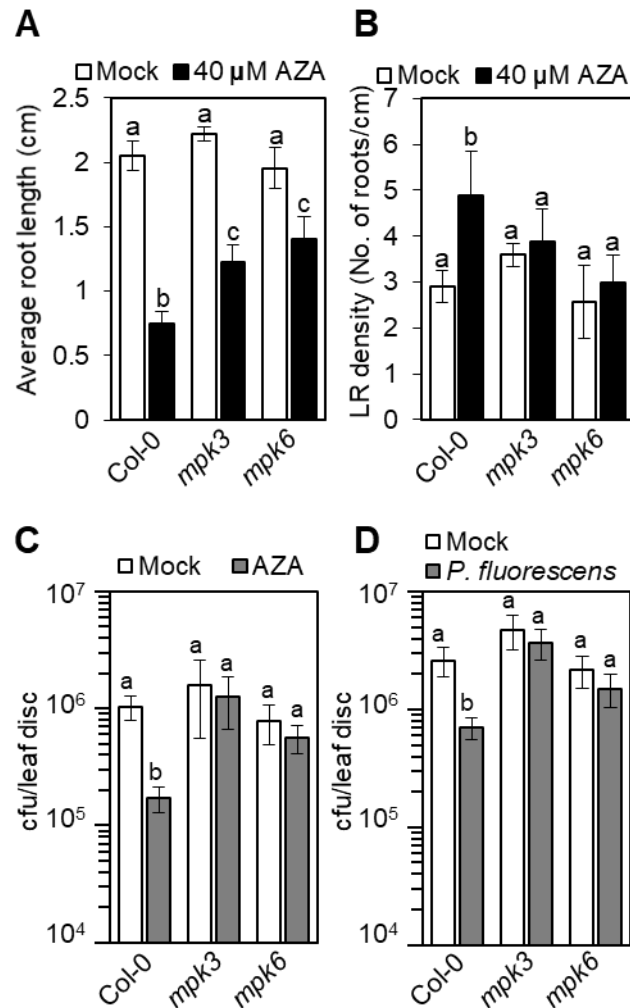 A
Mock 40 µM AZA
Average root length (cm)
2.5
2
1.5
1
0.5
0
a
b
a
c
a
c
Col-0
mpk3
mpk6
B
Mock 40 µM AZA
LR density (No. of roots/cm)
7
6
5
4
3
2
1
0
a
b
a
a
a
a
Col-0
mpk3
mpk6
C
Mock AZA
cfu/leaf disc
10⁷
10⁶
10⁵
10⁴
a
b
a
a
a
a
Col-0
mpk3
mpk6
D
Mock
P. fluorescens
cfu/leaf disc
10⁷
10⁶
10⁵
10⁴
a
b
a
a
a
a
Col-0
mpk3
mpk6